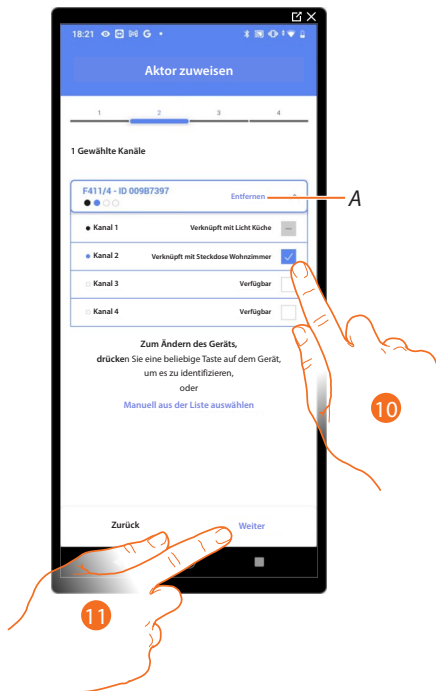 18:21 G
Aktor zuweisen
1 2 3 4
1 Gewählte Kanäle
F411/4 - ID 009B7397
Entfernen
A
Kanal 1 Verknüpft mit Licht Küche
Kanal 2 Verknüpft mit Steckdose Wohnzimmer
Kanal 3 Verfügbar
Kanal 4 Verfügbar
Zum Ändern des Geräts,
drücken Sie eine beliebige Taste auf dem Gerät,
um es zu identifizieren,
oder
Manuell aus der Liste auswählen
10
Zurück Weiter
11